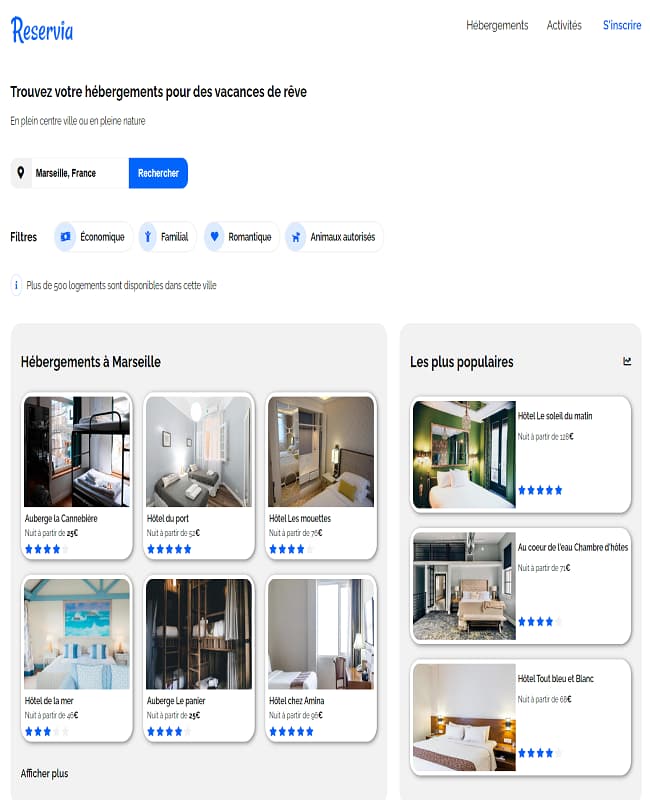 Reservia
Hébergements Activités S'inscrire
Trouvez votre hébergements pour des vacances de rêve
En plein centre ville ou en pleine nature
Marseille, France Rechercher
Filtres Économique Familial Romantique Animaux autorisés
i Plus de 500 logements sont disponibles dans cette ville
Hébergements à Marseille
Auberge la Cannebière
Nuit à partir de 25€
Hôtel du port
Nuit à partir de 52€
Hôtel Les mouettes
Nuit à partir de 76€
Hôtel de la mer
Nuit à partir de 46€
Auberge Le panier
Nuit à partir de 25€
Hôtel chez Amina
Nuit à partir de 96€
Afficher plus
Les plus populaires
Hôtel Le soleil du matin
Nuit à partir de 128€
Au coeur de l'eau Chambre d'hôtes
Nuit à partir de 71€
Hôtel Tout bleu et Blanc
Nuit à partir de 68€